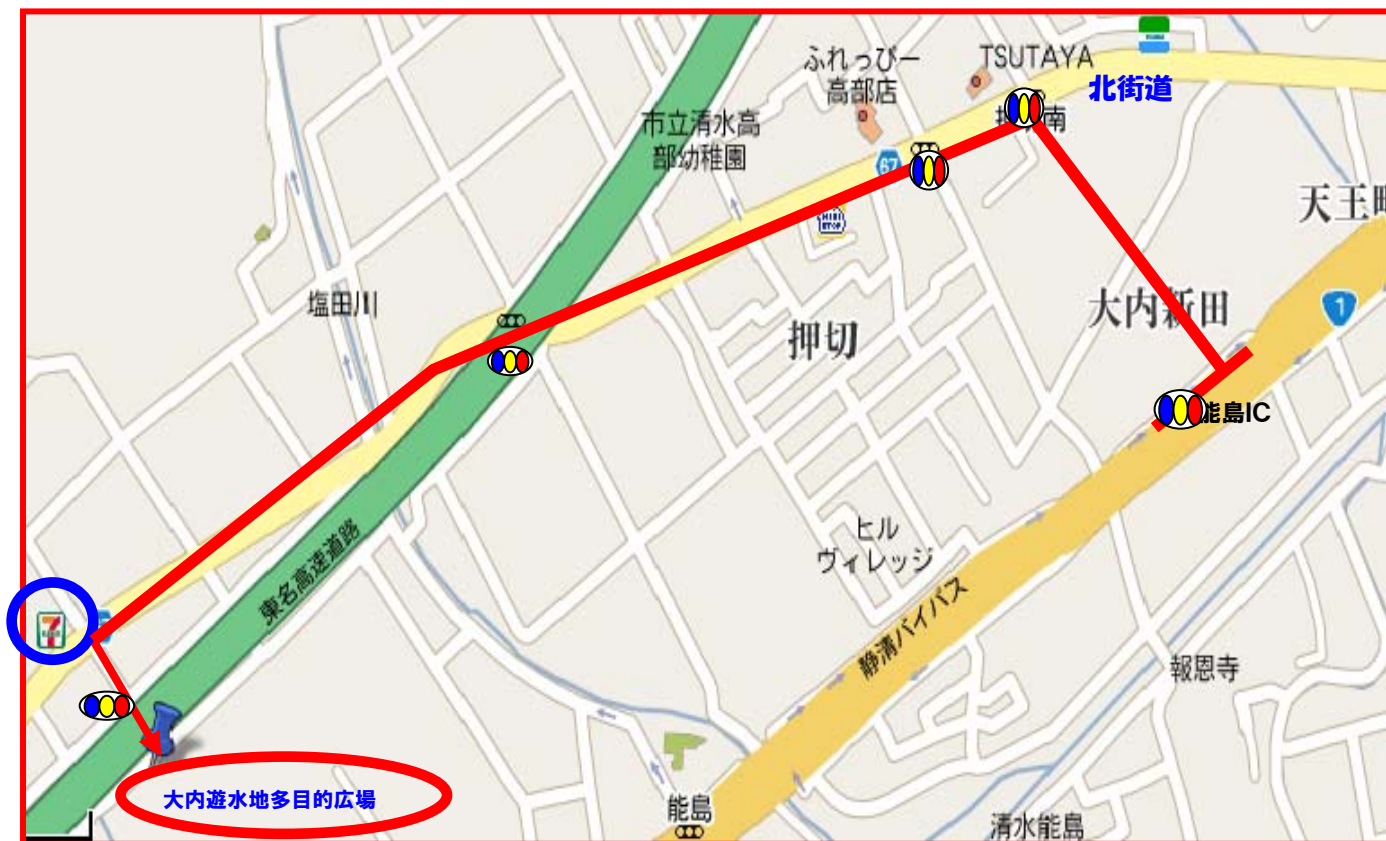 ふれっぴー
高部店
TSUTAYA
北街道
市立清水高
部幼稚園
南
67
MINI
STOP
天王町
塩田川
大内新田
1
押切
能島IC
ヒル
ヴィレッジ
東名高速道路
静清バイパス
7
報恩寺
大内遊水地多目的広場
能島
清水能島